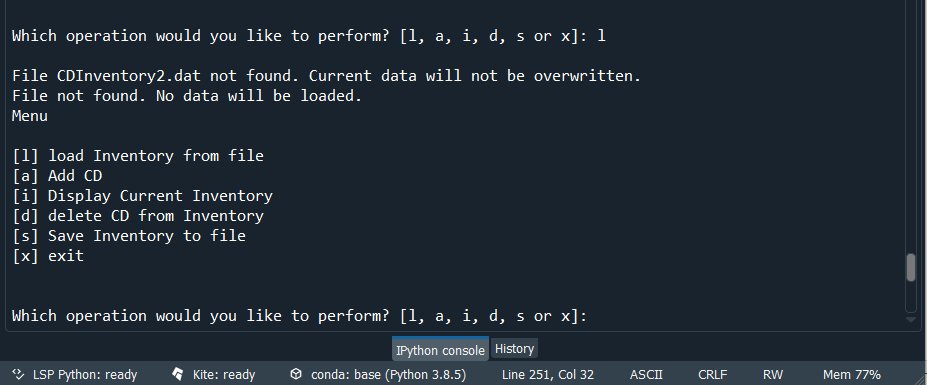 Which operation would you like to perform? [l, a, i, d, s or x]: l
File CDInventory2.dat not found. Current data will not be overwritten.
File not found. No data will be loaded.
Menu
[l] load Inventory from file
[a] Add CD
[i] Display Current Inventory
[d] delete CD from Inventory
[s] Save Inventory to file
[x] exit
Which operation would you like to perform? [l, a, i, d, s or x]:
IPython console History
LSP Python: ready Kite: ready conda: base (Python 3.8.5) Line 251, Col 32 ASCII CRLF RW Mem 77%